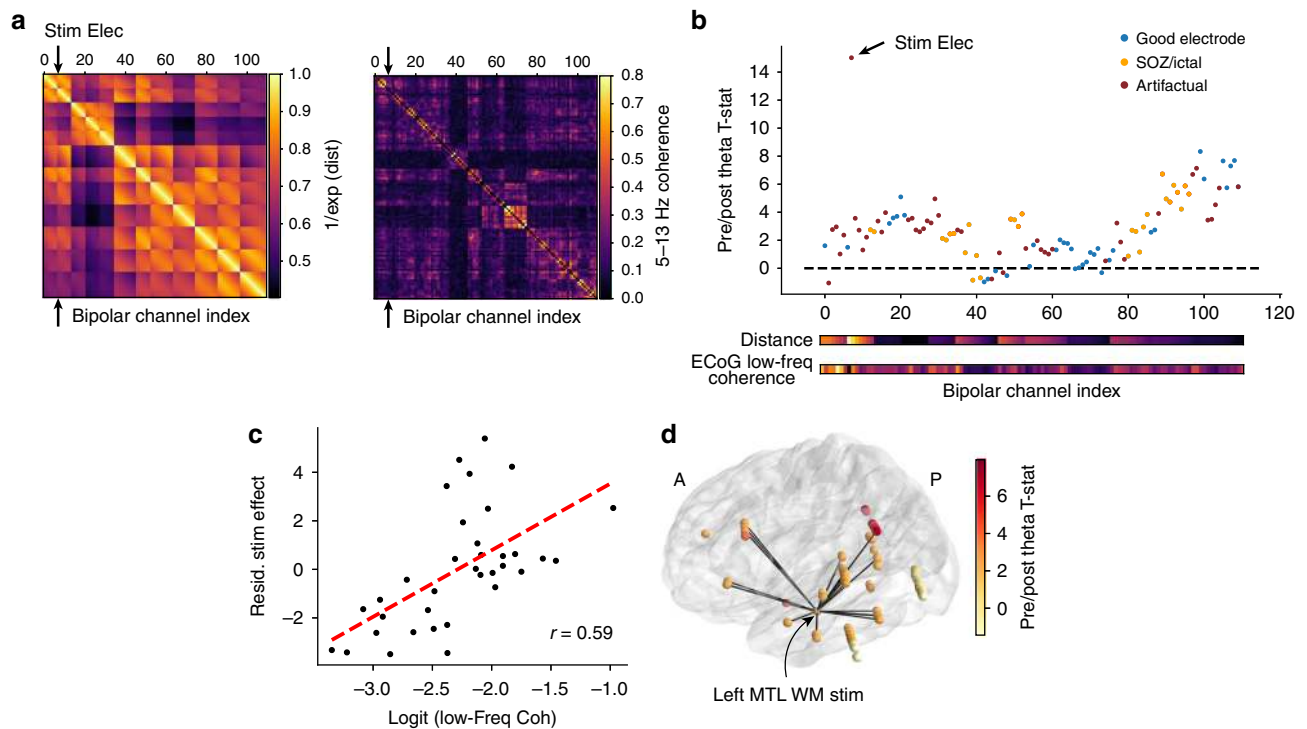 a
Stim Elec
0 20 40 60 80 100
1.0
0.9
0.8
0.7
0.6
0.5
1/exp (dist)
Bipolar channel index
0 20 40 60 80 100
0.8
0.7
0.6
0.5
0.4
0.3
0.2
0.1
0.0
5–13 Hz coherence
Bipolar channel index
b
Stim Elec
Good electrode
SOZ/ictal
Artifactual
Pre/post theta T-stat
14
12
10
8
6
4
2
0
0 20 40 60 80 100 120
Distance
ECoG low-freq
coherence
Bipolar channel index
c
Resid. stim effect
4
2
0
–2
r = 0.59
–3.0 –2.5 –2.0 –1.5 –1.0
Logit (low-Freq Coh)
d
A
P
6
4
2
0
Pre/post theta T-stat
Left MTL WM stim